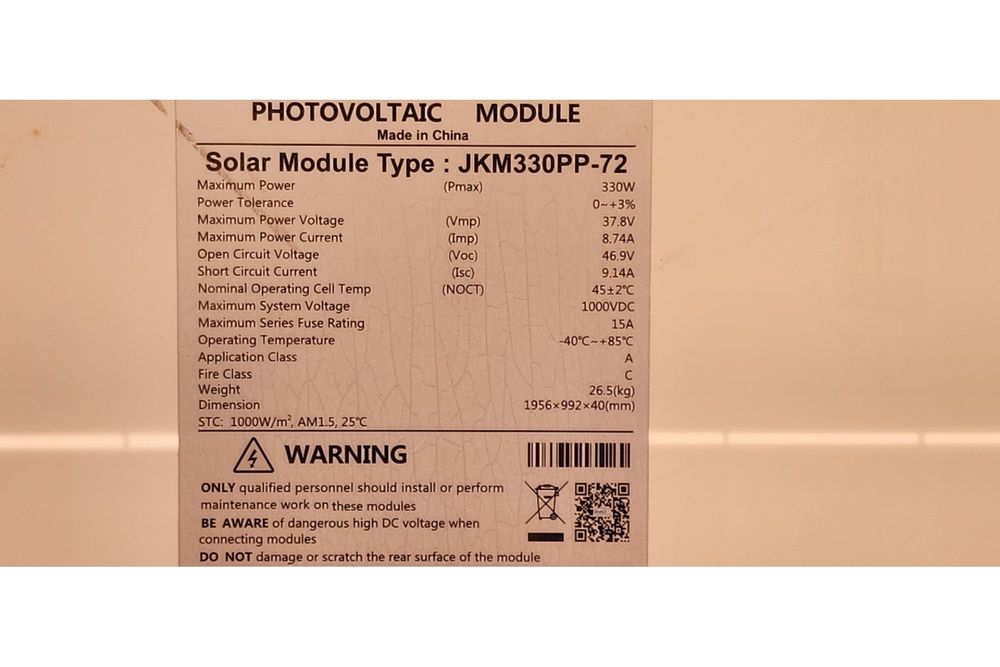 PHOTOVOLTAIC MODULE
Made in China
Solar Module Type : JKM330PP-72
Maximum Power (Pmax) 330W
Power Tolerance 0~+3%
Maximum Power Voltage (Vmp) 37.8V
Maximum Power Current (Imp) 8.74A
Open Circuit Voltage (Voc) 46.9V
Short Circuit Current (Isc) 9.14A
Nominal Operating Cell Temp (NOCT) 45±2℃
Maximum System Voltage 1000VDC
Maximum Series Fuse Rating 15A
Operating Temperature -40℃~+85℃
Application Class A
Fire Class C
Weight 26.5(kg)
Dimension 1956×992×40(mm)
STC: 1000W/m², AM1.5, 25℃
WARNING
ONLY qualified personnel should install or perform
maintenance work on these modules
BE AWARE of dangerous high DC voltage when
connecting modules
DO NOT damage or scratch the rear surface of the module